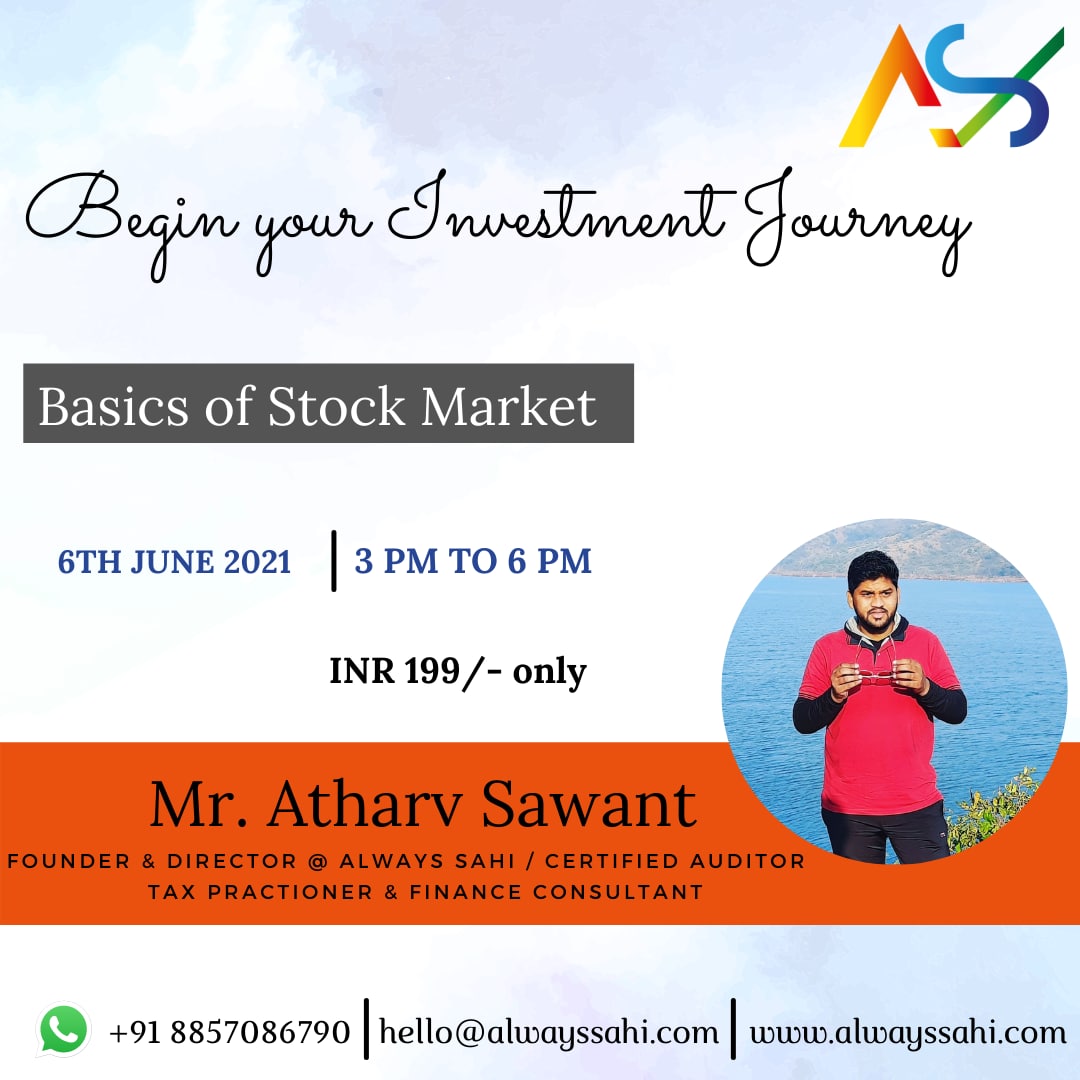 AS
Begin your Investment Journey
Basics of Stock Market
6TH JUNE 2021 | 3 PM TO 6 PM
INR 199/- only
Mr. Atharv Sawant
FOUNDER & DIRECTOR @ ALWAYS SAHI / CERTIFIED AUDITOR
TAX PRACTIONER & FINANCE CONSULTANT
+91 8857086790 | hello@alwayssahi.com | www.alwayssahi.com